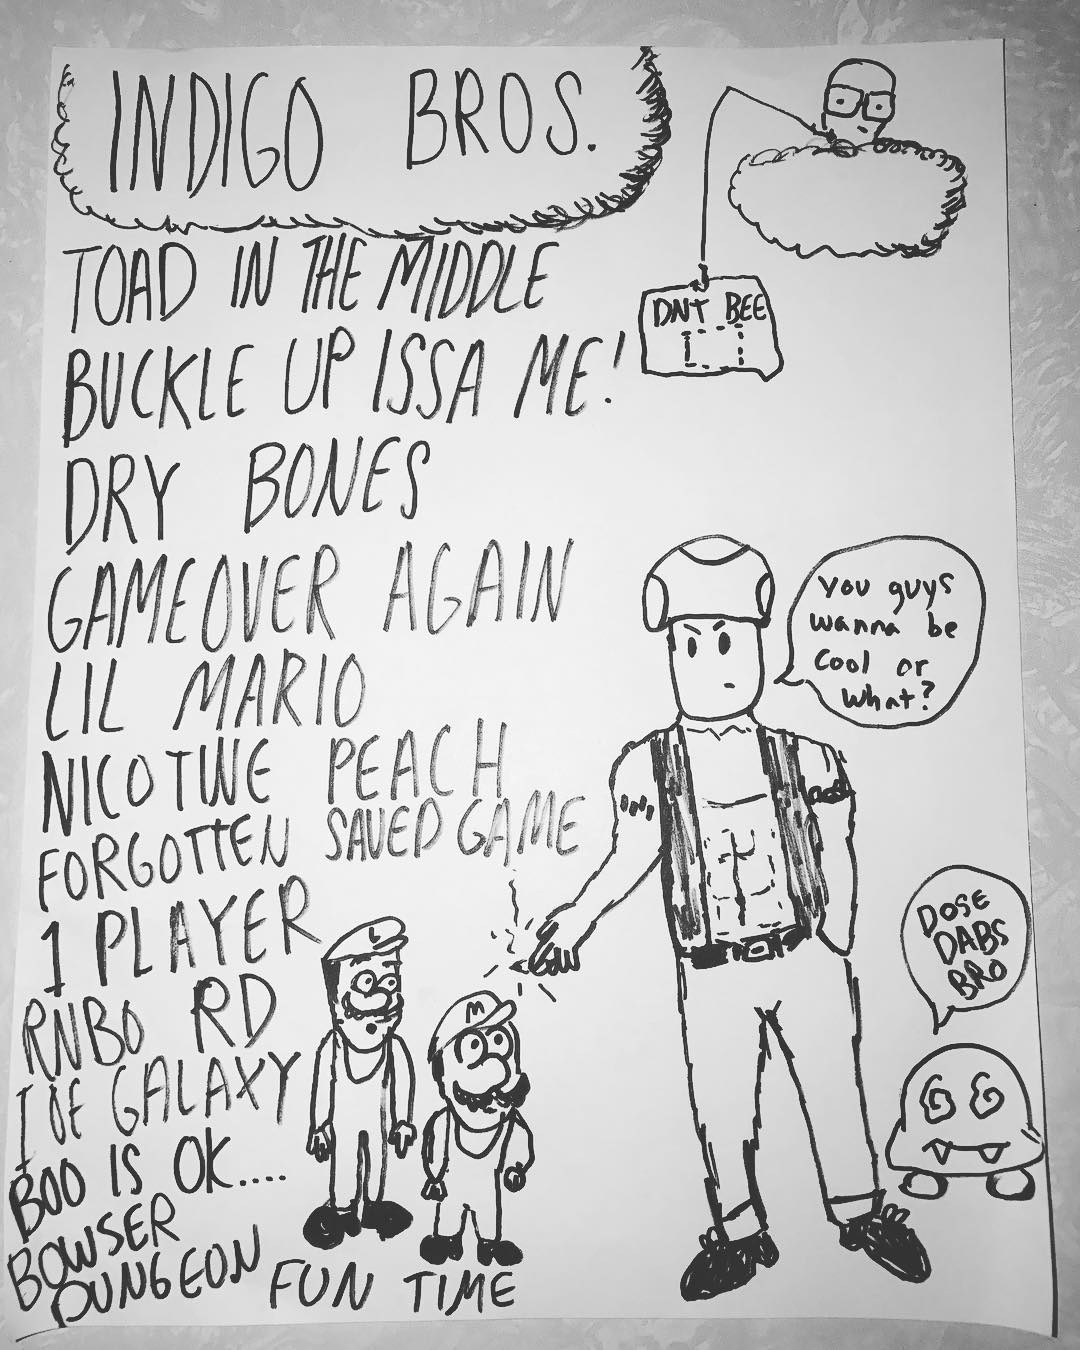 INDIGO BROS.
TOAD IN THE MIDDLE
BUCKLE UP ISSA ME!
DRY BONES
GAMEOVER AGAIN
LIL MARIO
NICOTINE PEACH
FORGOTTEN SAVED GAME
1 PLAYER
RNBO RD
I OF GALAXY
BOO IS OK....
BOWSER
DUNGEON FUN TIME
DNT BEE
You guys
wanna be
Cool or
What?
DOSE
DABS
BRO
L
M